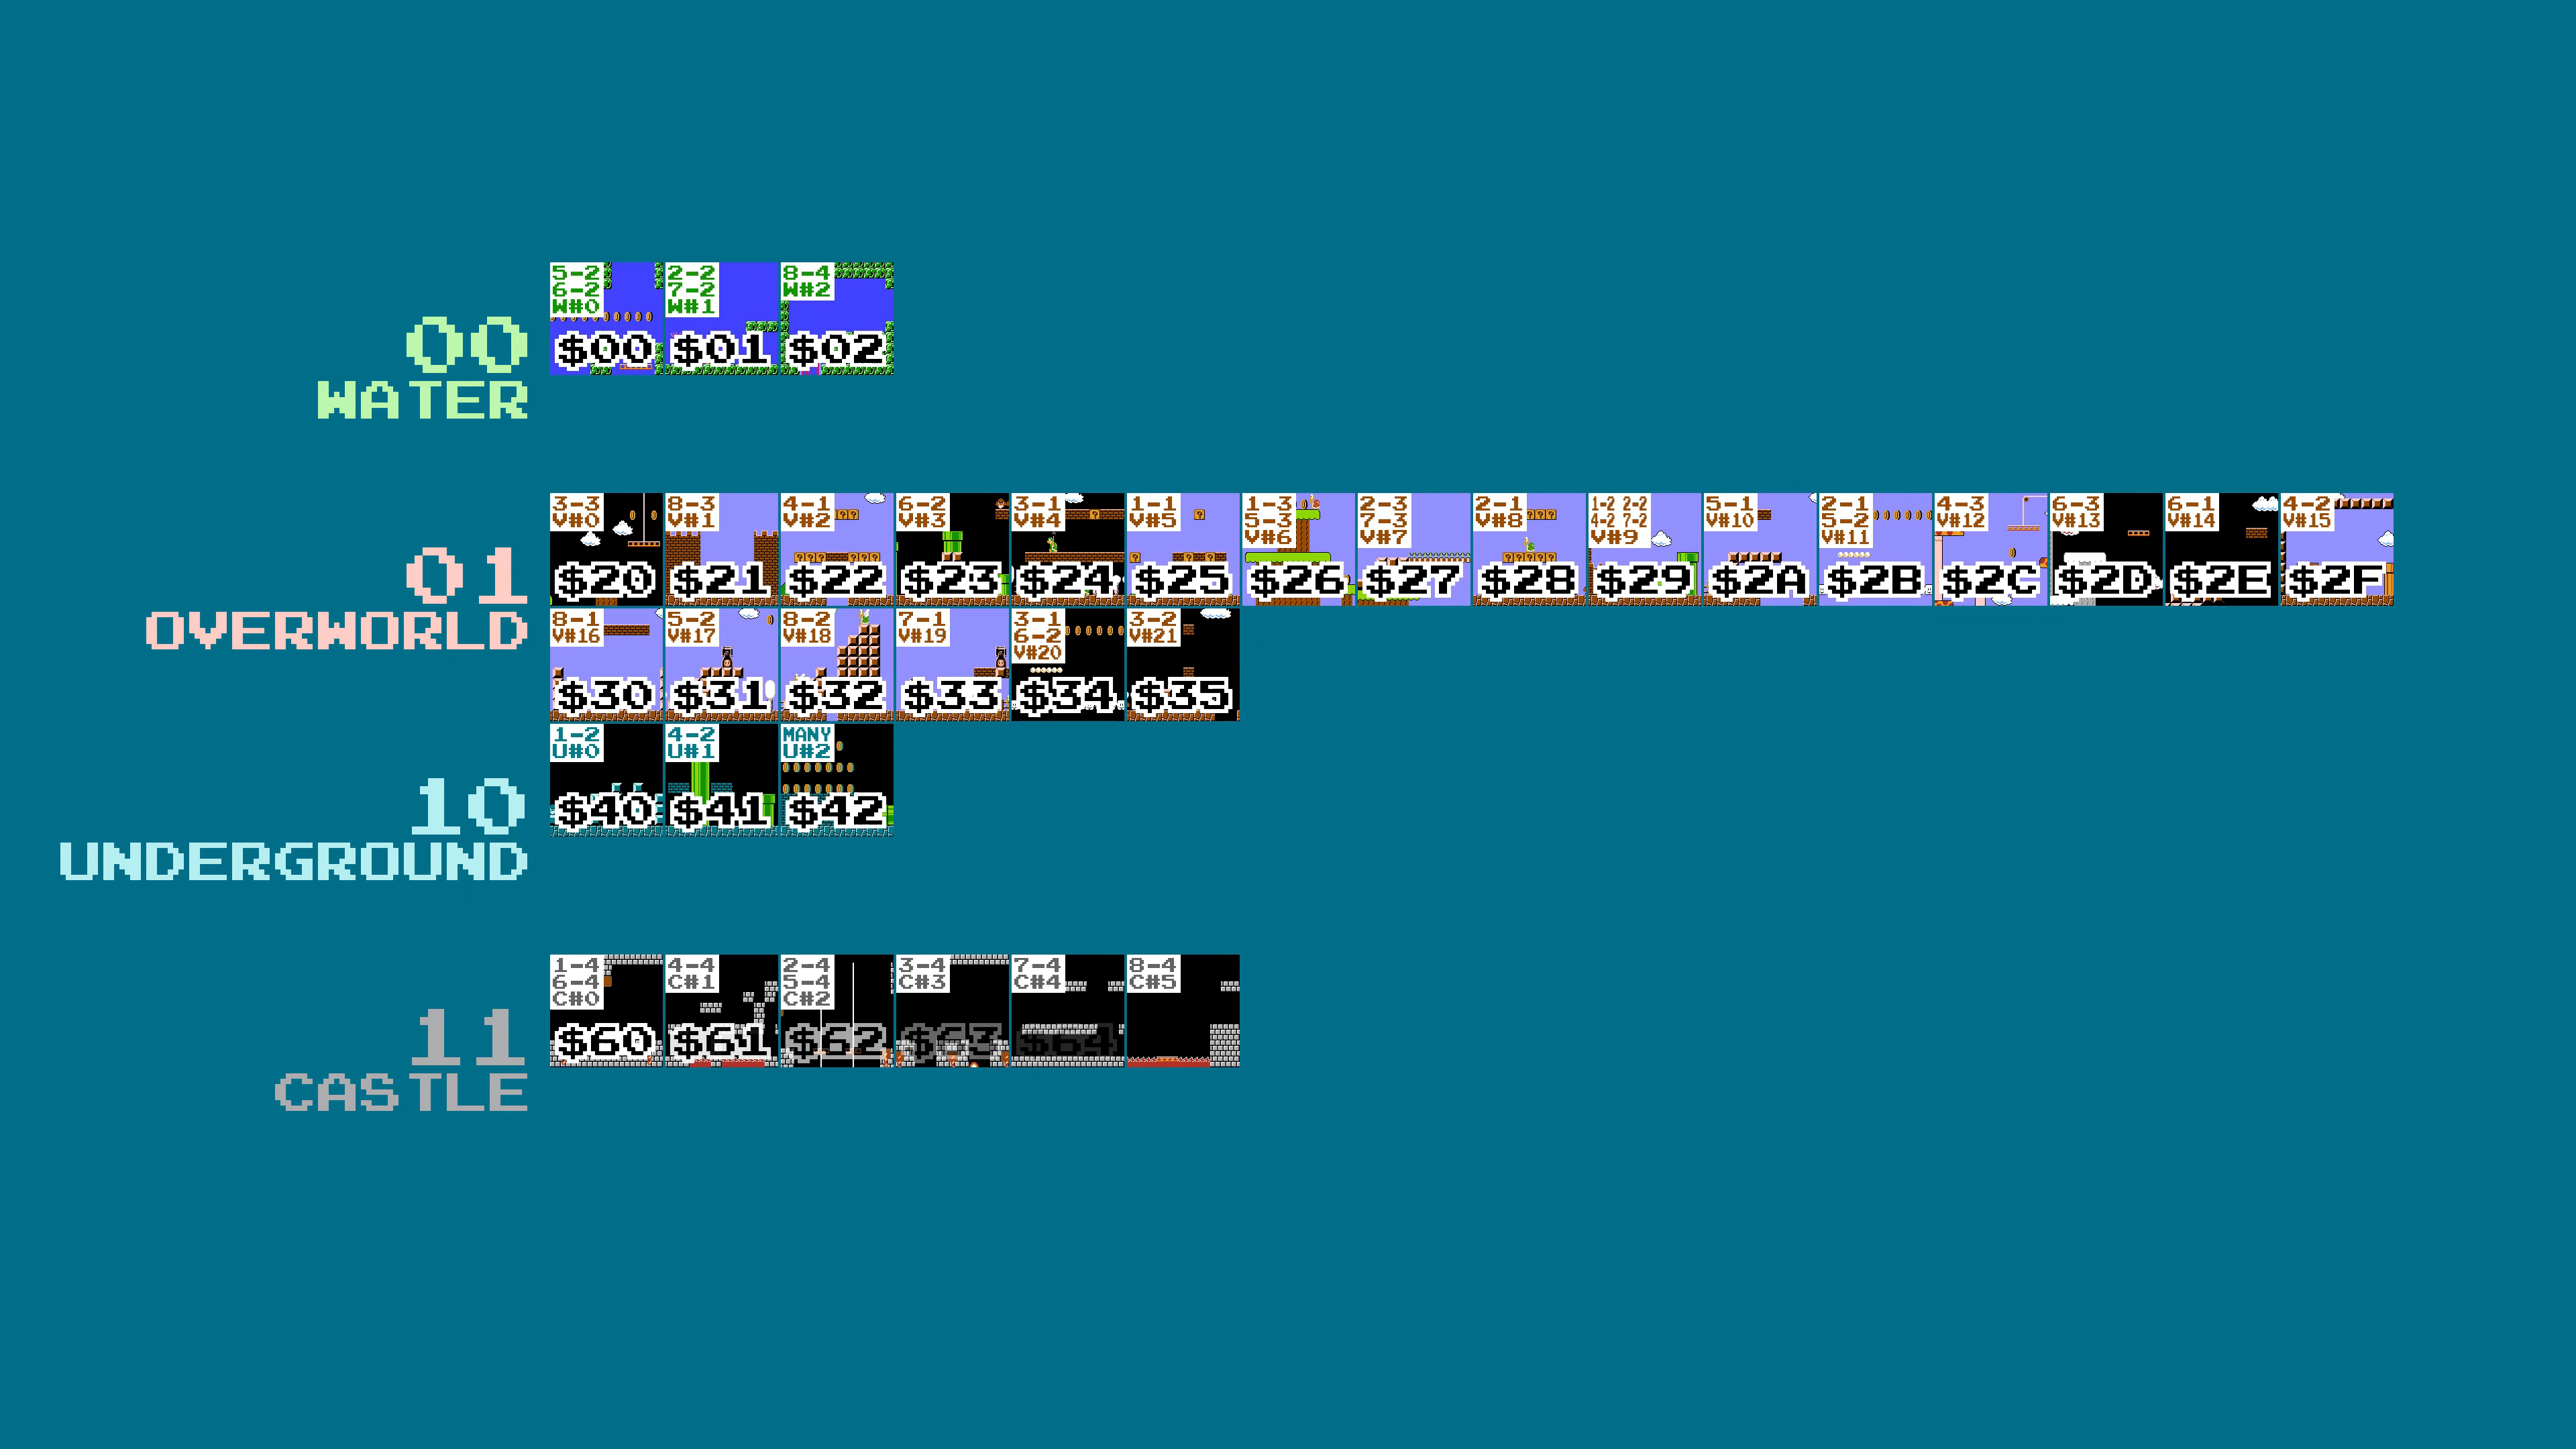 00
WATER
5-2
6-2
W#0
$00
2-2
7-2
W#1
$01
8-4
W#2
$02
01
OVERWORLD
3-3
V#0
$20
8-3
V#1
$21
4-1
V#2
$22
6-2
V#3
$23
3-1
V#4
$24
1-1
V#5
$25
1-3
5-3
V#6
$26
2-3
7-3
V#7
$27
2-1
V#8
$28
1-2 2-2
4-2 7-2
V#9
$29
5-1
V#10
$2A
2-1
5-2
V#11
$2B
4-3
V#12
$2C
6-3
V#13
$2D
6-1
V#14
$2E
4-2
V#15
$2F
8-1
V#16
$30
5-2
V#17
$31
8-2
V#18
$32
7-1
V#19
$33
3-1
6-2
V#20
$34
3-2
V#21
$35
10
UNDERGROUND
1-2
U#0
$40
4-2
U#1
$41
MANY
U#2
$42
11
CASTLE
1-4
6-4
C#0
$60
4-4
C#1
$61
2-4
5-4
C#2
$62
3-4
C#3
$63
7-4
C#4
$64
8-4
C#5